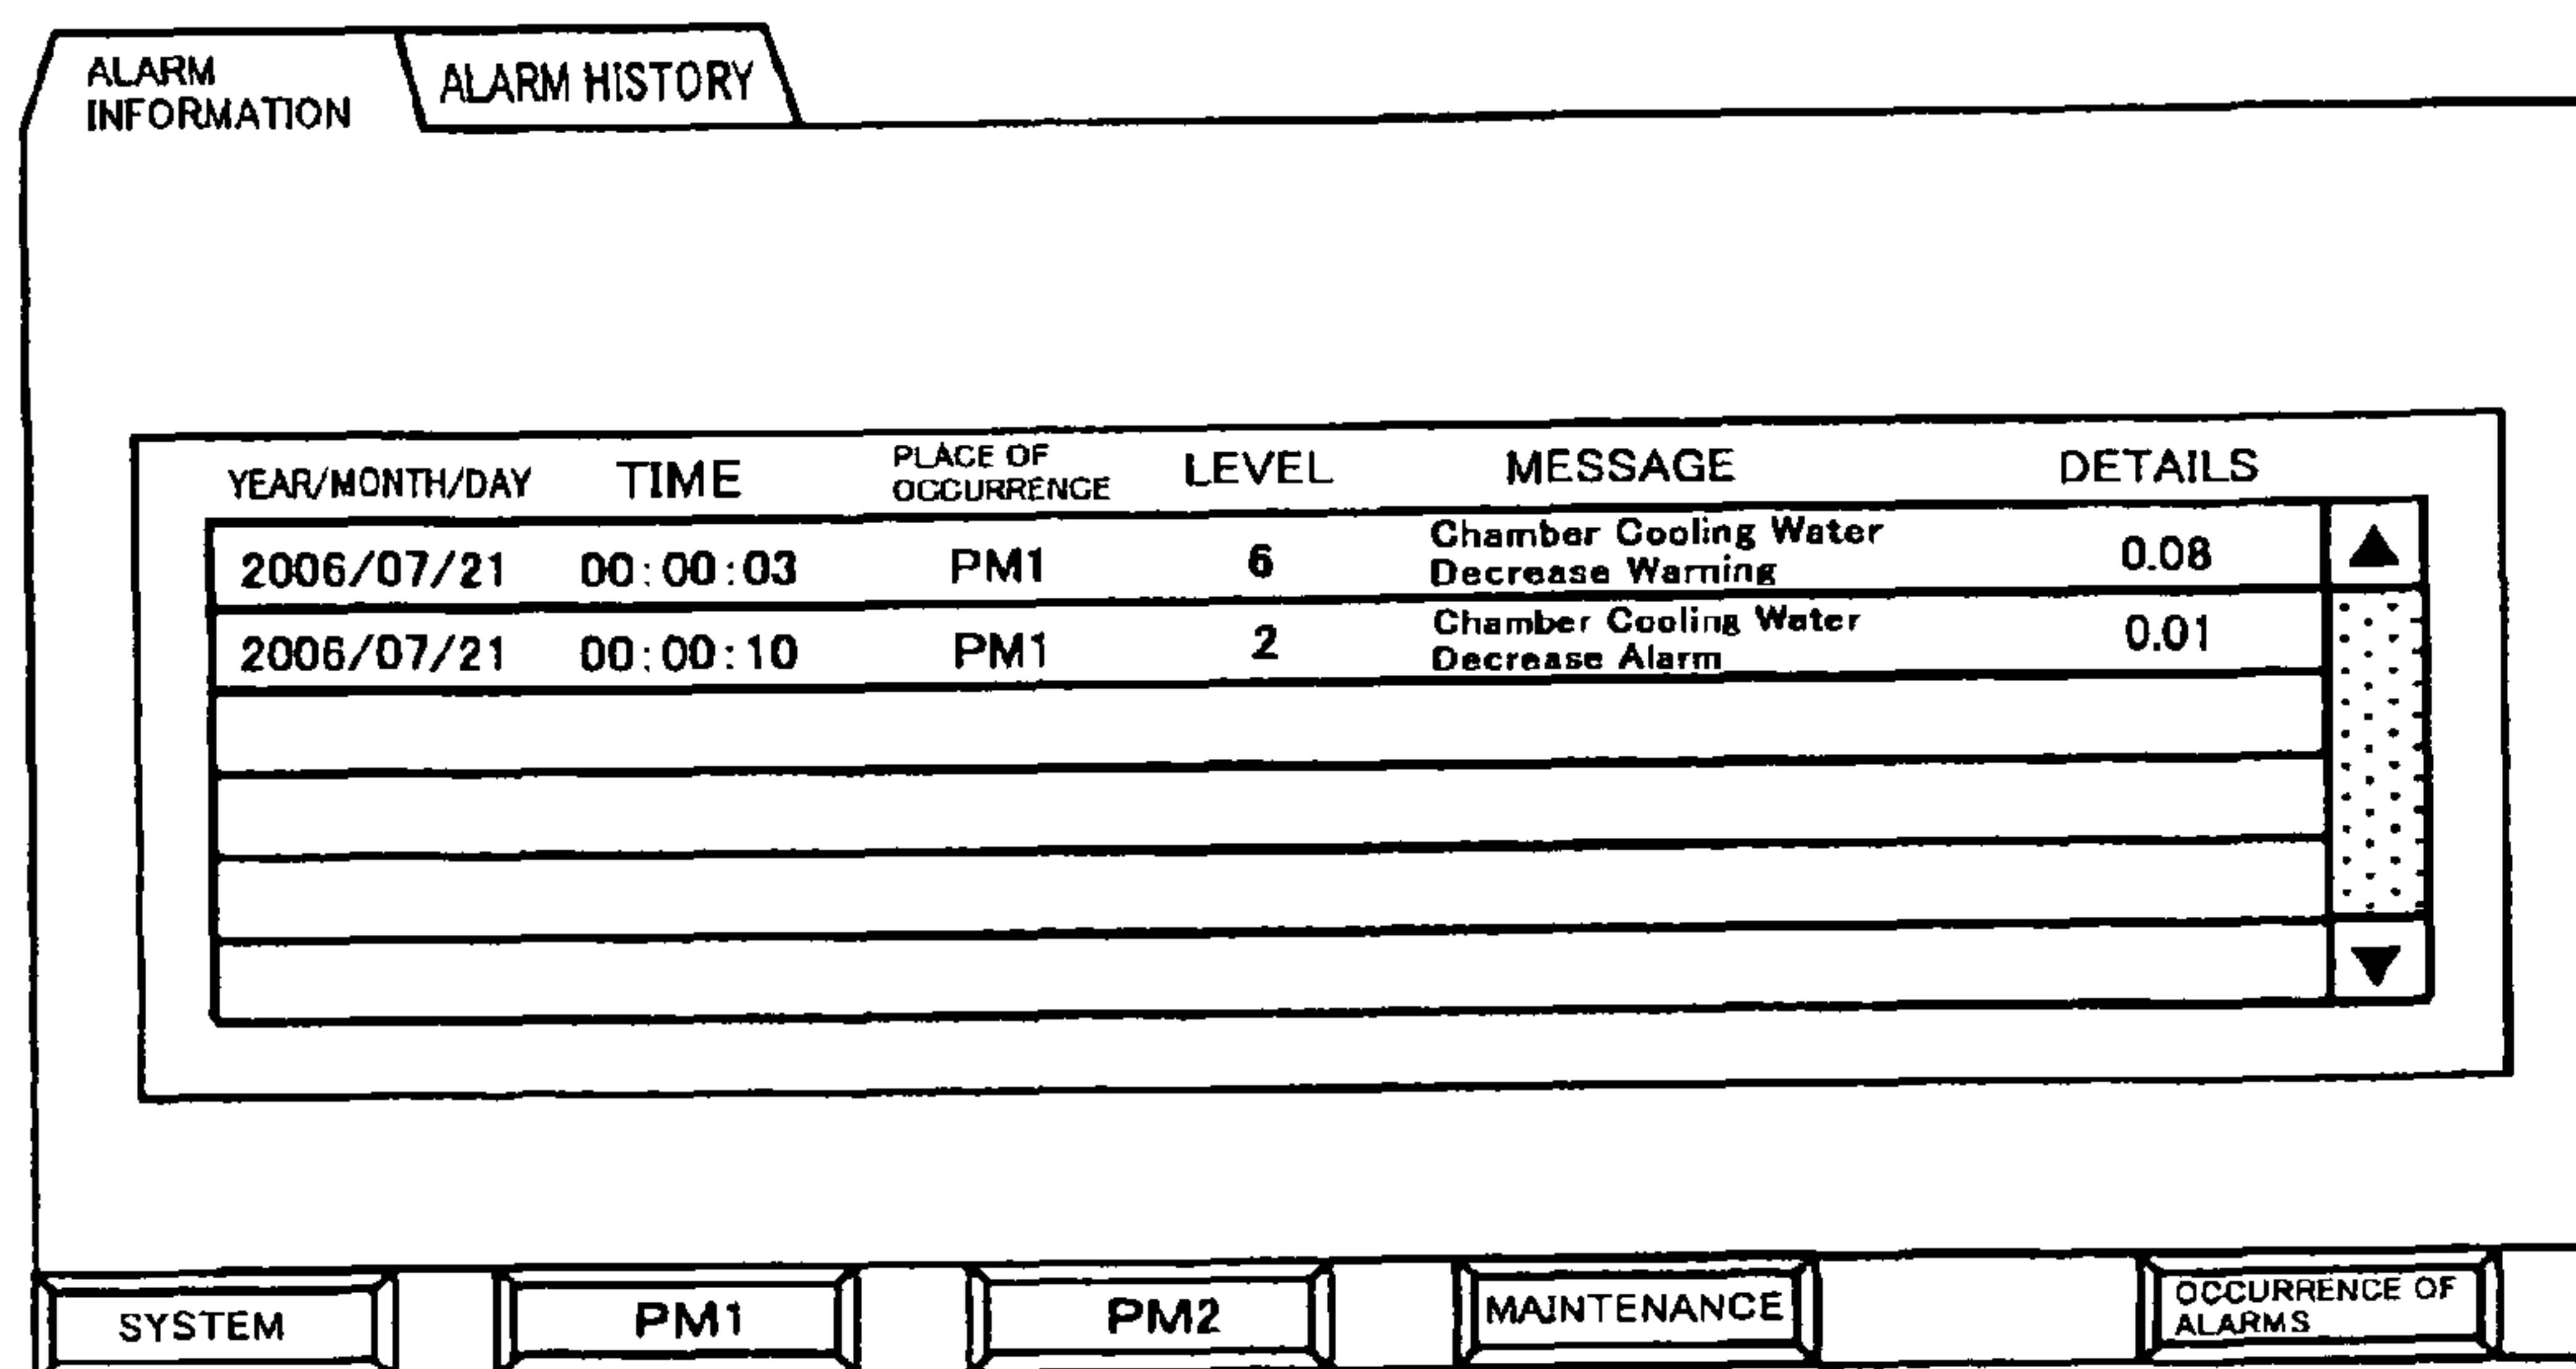 ALARM
INFORMATION
ALARM HISTORY
YEAR/MONTH/DAY TIME PLACE OF OCCURRENCE LEVEL MESSAGE DETAILS
2006/07/21 00:00:03 PM1 6 Chamber Cooling Water Decrease Warning 0.08
2006/07/21 00:00:10 PM1 2 Chamber Cooling Water Decrease Alarm 0.01
SYSTEM PM1 PM2 MAINTENANCE OCCURRENCE OF ALARMS